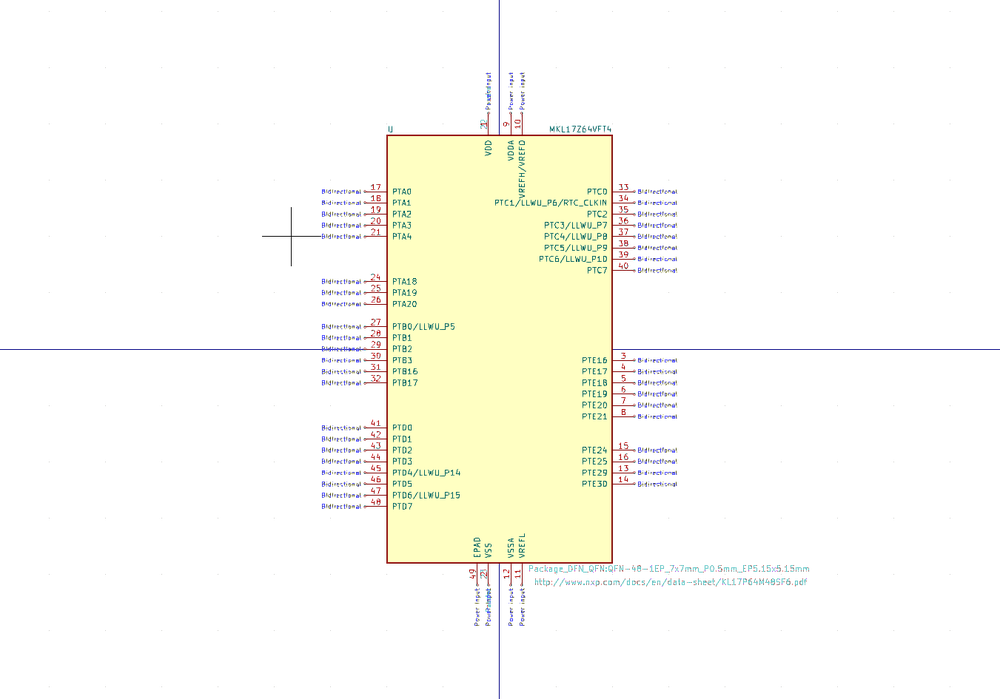 Power input
Power input
U
MKL17Z64VFT4
9
10
VDD
VDDA
VREFH/VREFO
Bidirectional 17 PTA0
Bidirectional 18 PTA1
Bidirectional 19 PTA2
Bidirectional 20 PTA3
Bidirectional 21 PTA4
Bidirectional 24 PTA18
Bidirectional 25 PTA19
Bidirectional 26 PTA20
Bidirectional 27 PTB0/LLWU_P5
Bidirectional 28 PTB1
Bidirectional 29 PTB2
Bidirectional 30 PTB3
Bidirectional 31 PTB16
Bidirectional 32 PTB17
Bidirectional 41 PTD0
Bidirectional 42 PTD1
Bidirectional 43 PTD2
Bidirectional 44 PTD3
Bidirectional 45 PTD4/LLWU_P14
Bidirectional 46 PTD5
Bidirectional 47 PTD6/LLWU_P15
Bidirectional 48 PTD7
PTC0 33 Bidirectional
PTC1/LLWU_P6/RTC_CLKIN 34 Bidirectional
PTC2 35 Bidirectional
PTC3/LLWU_P7 36 Bidirectional
PTC4/LLWU_P8 37 Bidirectional
PTC5/LLWU_P9 38 Bidirectional
PTC6/LLWU_P10 39 Bidirectional
PTC7 40 Bidirectional
PTE16 3 Bidirectional
PTE17 4 Bidirectional
PTE18 5 Bidirectional
PTE19 6 Bidirectional
PTE20 7 Bidirectional
PTE21 8 Bidirectional
PTE24 15 Bidirectional
PTE25 16 Bidirectional
PTE29 13 Bidirectional
PTE30 14 Bidirectional
EPAD
VSS
VSSA
VREFL
49
12
11
Power input
Power input
Power input
Package_DFN_QFN:QFN-48-1EP_7x7mm_P0.5mm_EP5.15x5.15mm
http://www.nxp.com/docs/en/data-sheet/KL17P64M48SF6.pdf